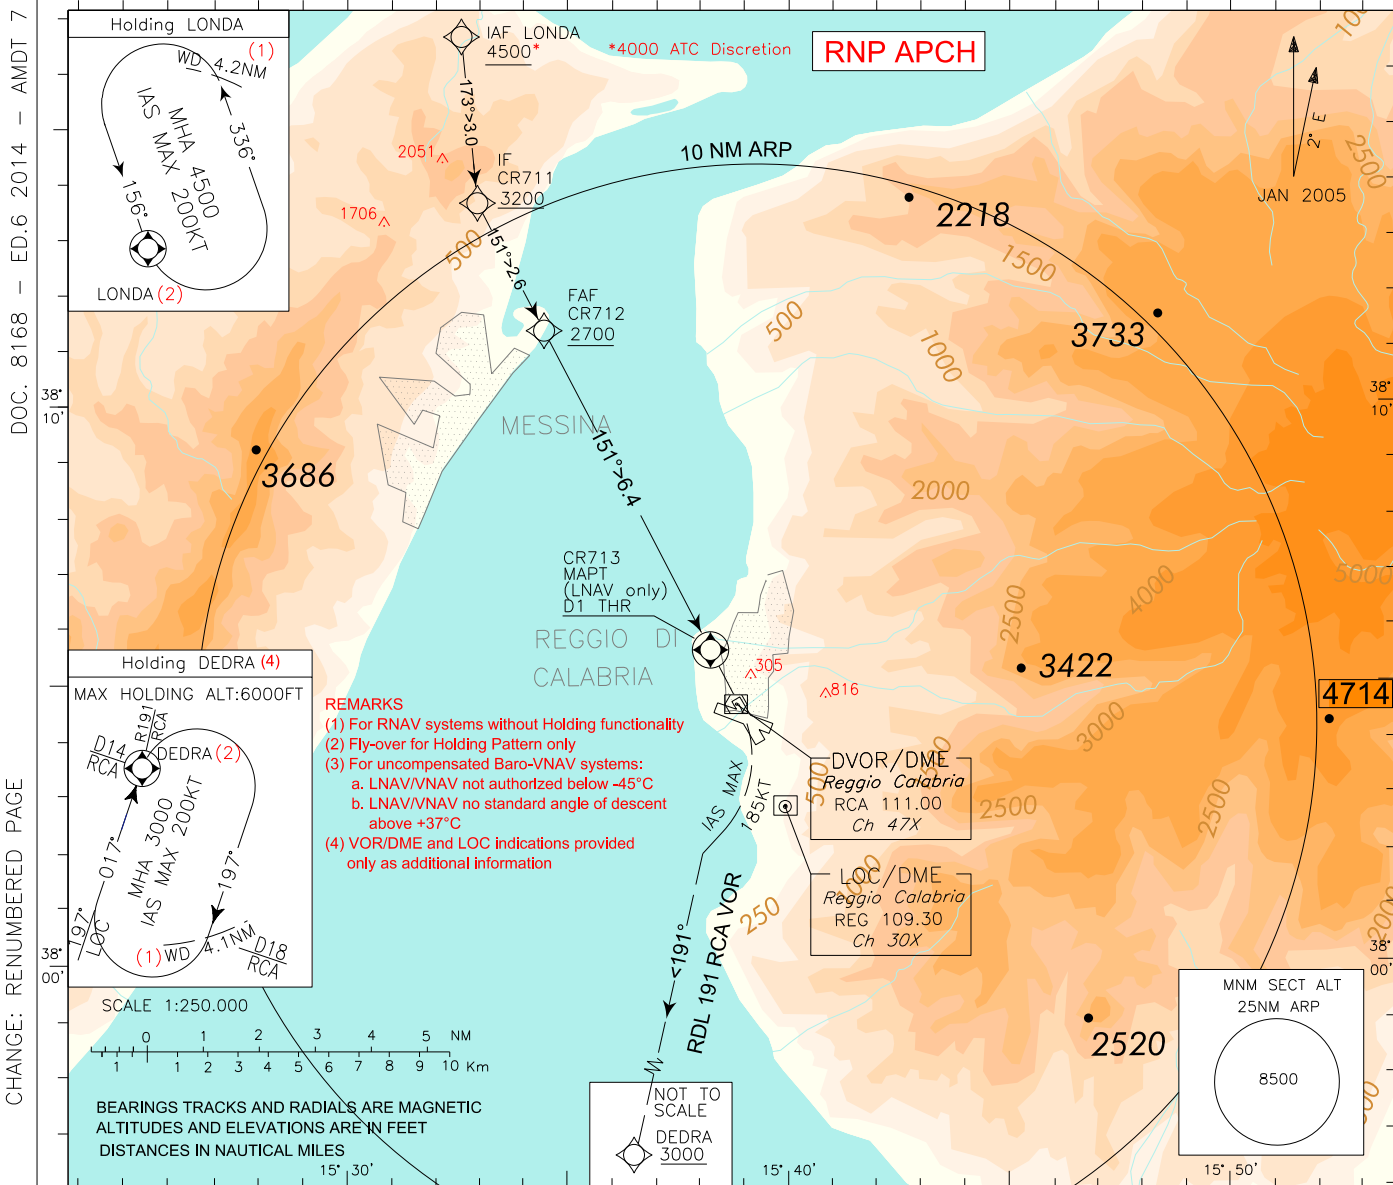 DOC. 8168 – ED.6 2014 – AMDT 7
CHANGE: RENUMBERED PAGE
Holding LONDA
(1)
WD 4.2NM
336°
MHA 4500
IAS MAX 200KT
156°
LONDA (2)
IAF LONDA
4500*
*4000 ATC Discretion
RNP APCH
173°>3.0
2051
IF
CR711
3200
1706
500
151°>2.6
10 NM ARP
2218
2° E
JAN 2005
1000
2500
1500
500
1000
3733
FAF
CR712
2700
38°
10'
38°
10'
MESSINA
3686
151°>6.4
2000
CR713
MAPT
(LNAV only)
D1 THR
REGGIO DI
CALABRIA
2500
4000
5000
305
816
3422
4714
3000
Holding DEDRA (4)
MAX HOLDING ALT:6000FT
R191
RCA
D14
RCA
DEDRA (2)
MHA 3000
IAS MAX 200KT
017°
197°
197°
LOC
(1) WD 4.1NM
D18
RCA
REMARKS
(1) For RNAV systems without Holding functionality
(2) Fly-over for Holding Pattern only
(3) For uncompensated Baro-VNAV systems:
a. LNAV/VNAV not authorized below -45°C
b. LNAV/VNAV no standard angle of descent
above +37°C
(4) VOR/DME and LOC indications provided
only as additional information
IAS MAX
185KT
500
500
DVOR/DME
Reggio Calabria
RCA 111.00
Ch 47X
2500
2500
1000
LOC/DME
Reggio Calabria
REG 109.30
Ch 30X
250
2000
<191°
RDL 191 RCA VOR
38°
00'
38°
00'
SCALE 1:250.000
0 1 2 3 4 5 NM
1 1 2 3 4 5 6 7 8 9 10 Km
BEARINGS TRACKS AND RADIALS ARE MAGNETIC
ALTITUDES AND ELEVATIONS ARE IN FEET
DISTANCES IN NAUTICAL MILES
2520
MNM SECT ALT
25NM ARP
8500
NOT TO
SCALE
DEDRA
3000
15° 30'
15° 40'
15° 50'